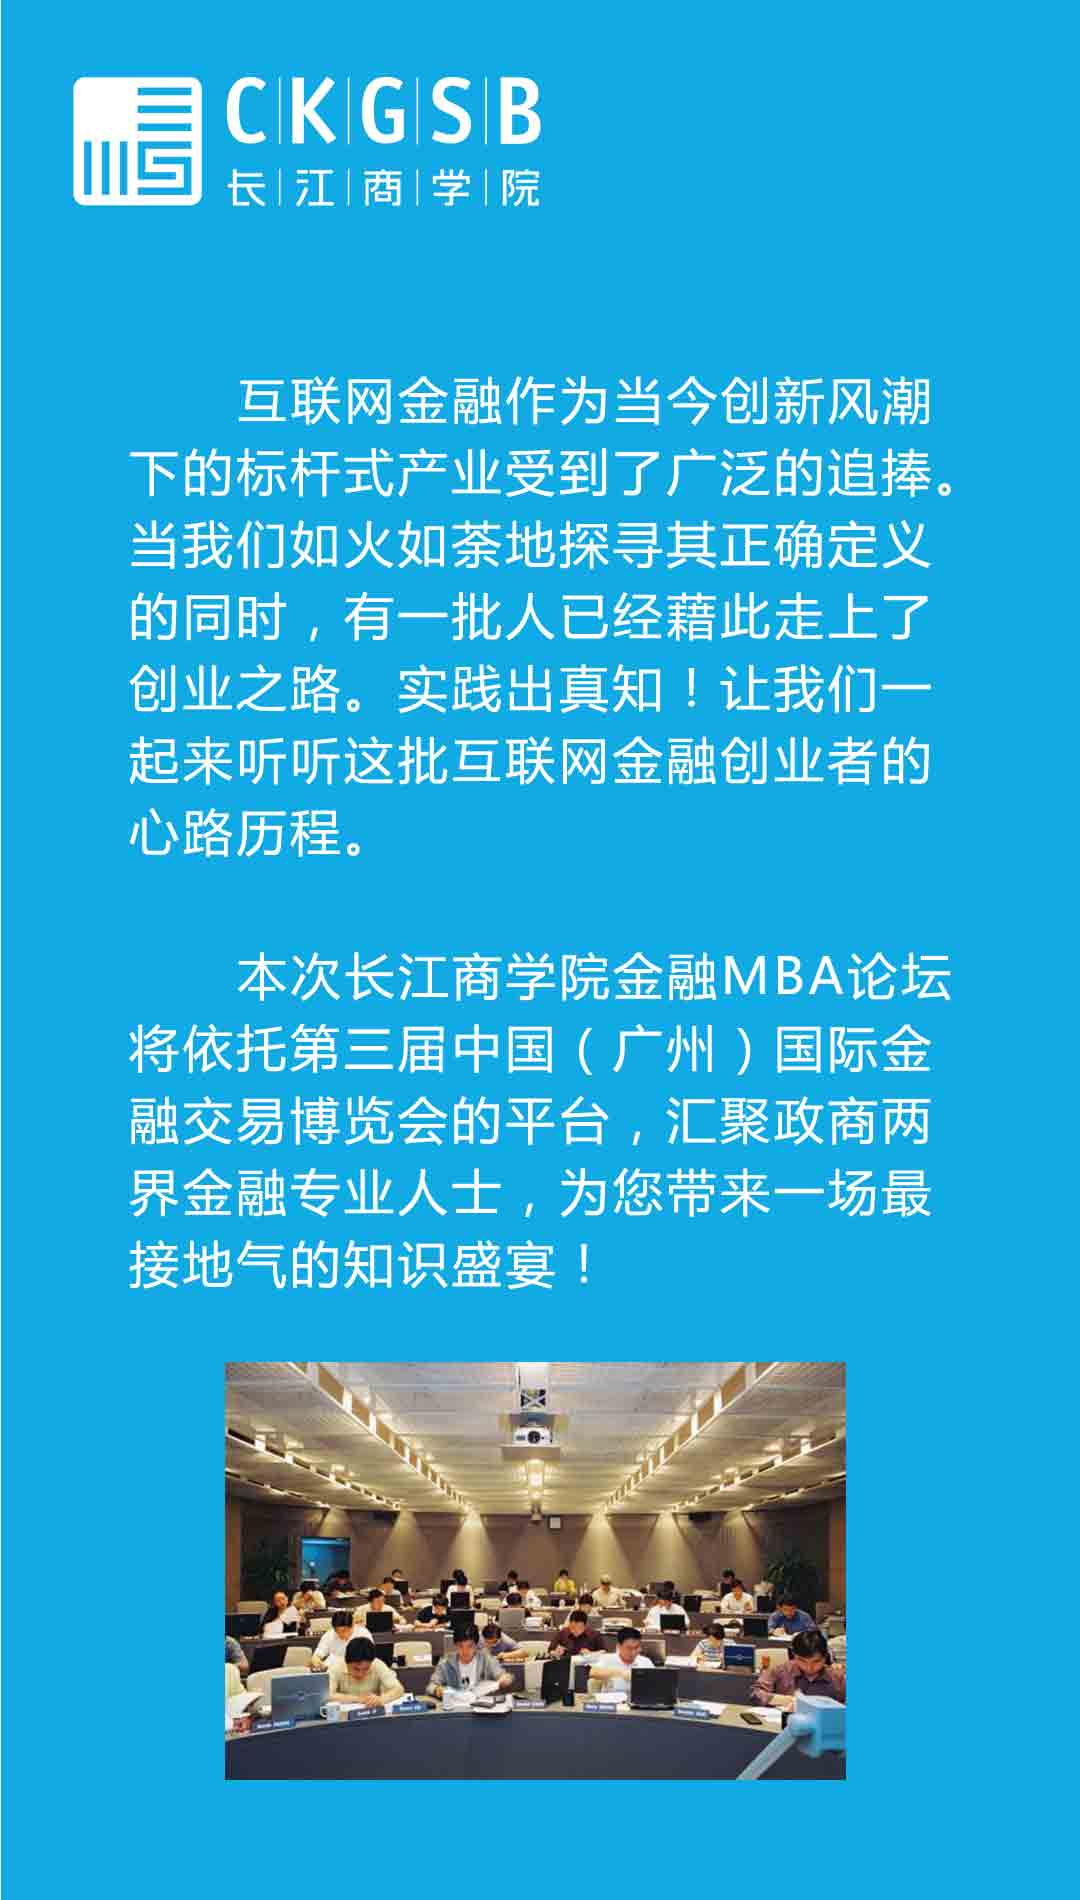 CKGSB
长江商学院
互联网金融作为当今创新风潮
下的标杆式产业受到了广泛的追捧。
当我们如火如荼地探寻其正确定义
的同时，有一批人已经藉此走上了
创业之路。实践出真知！让我们一
起来听听这批互联网金融创业者的
心路历程。
本次长江商学院金融MBA论坛
将依托第三届中国（广州）国际金
融交易博览会的平台，汇聚政商两
界金融专业人士，为您带来一场最
接地气的知识盛宴！